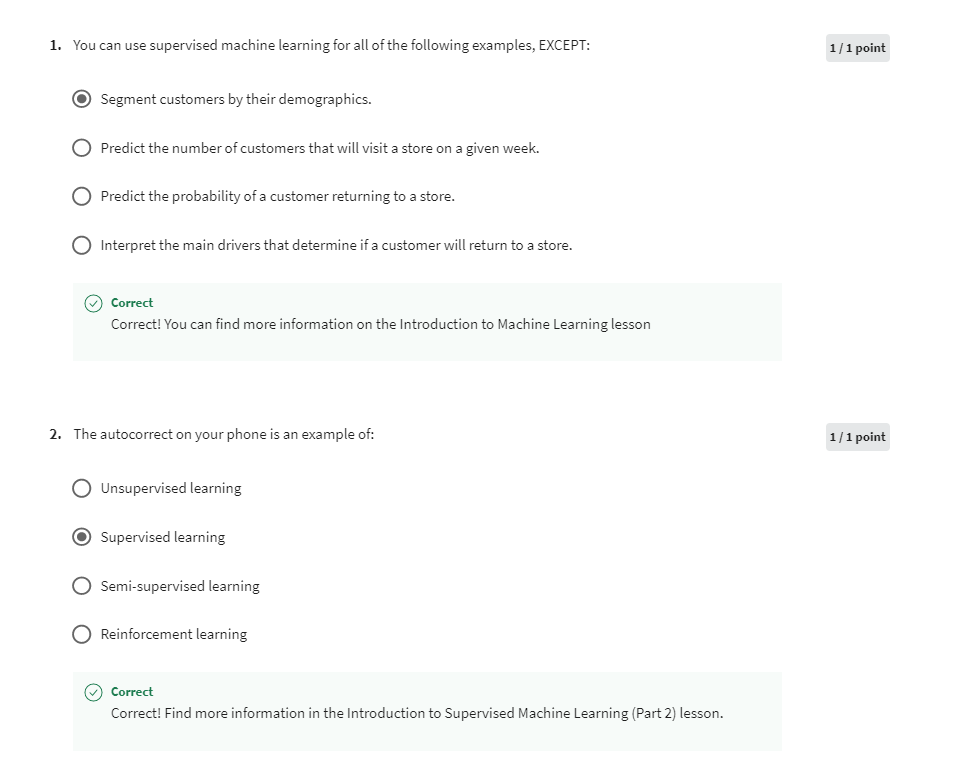 1. You can use supervised machine learning for all of the following examples, EXCEPT:
1 / 1 point
Segment customers by their demographics.
Predict the number of customers that will visit a store on a given week.
Predict the probability of a customer returning to a store.
Interpret the main drivers that determine if a customer will return to a store.
Correct
Correct! You can find more information on the Introduction to Machine Learning lesson
2. The autocorrect on your phone is an example of:
1 / 1 point
Unsupervised learning
Supervised learning
Semi-supervised learning
Reinforcement learning
Correct
Correct! Find more information in the Introduction to Supervised Machine Learning (Part 2) lesson.